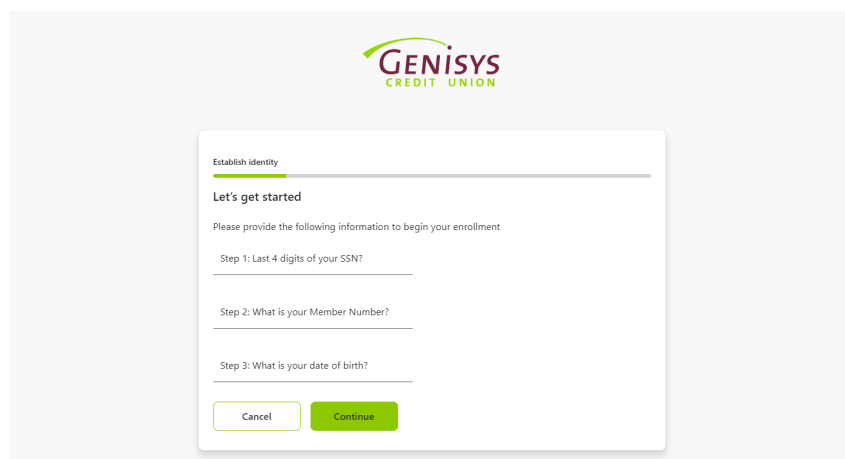 GENiSYS
CREDIT UNION
Establish identity
Let's get started
Please provide the following information to begin your enrollment
Step 1: Last 4 digits of your SSN?
Step 2: What is your Member Number?
Step 3: What is your date of birth?
Cancel Continue